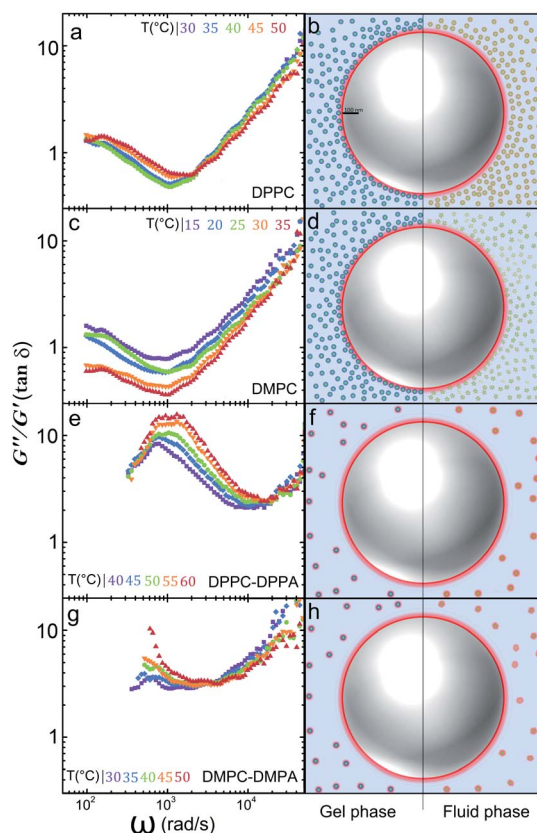 a
T(°C)|30 35 40 45 50
10
1
DPPC
b
100 nm
c
T(°C)|15 20 25 30 35
10
1
DMPC
d
G''/G' (tan δ)
e
10
T(°C)|40 45 50 55 60
DPPC-DPPA
f
g
10
T(°C)|30 35 40 45 50
DMPC-DMPA
h
10² 10³ 10⁴
ω (rad/s)
Gel phase
Fluid phase